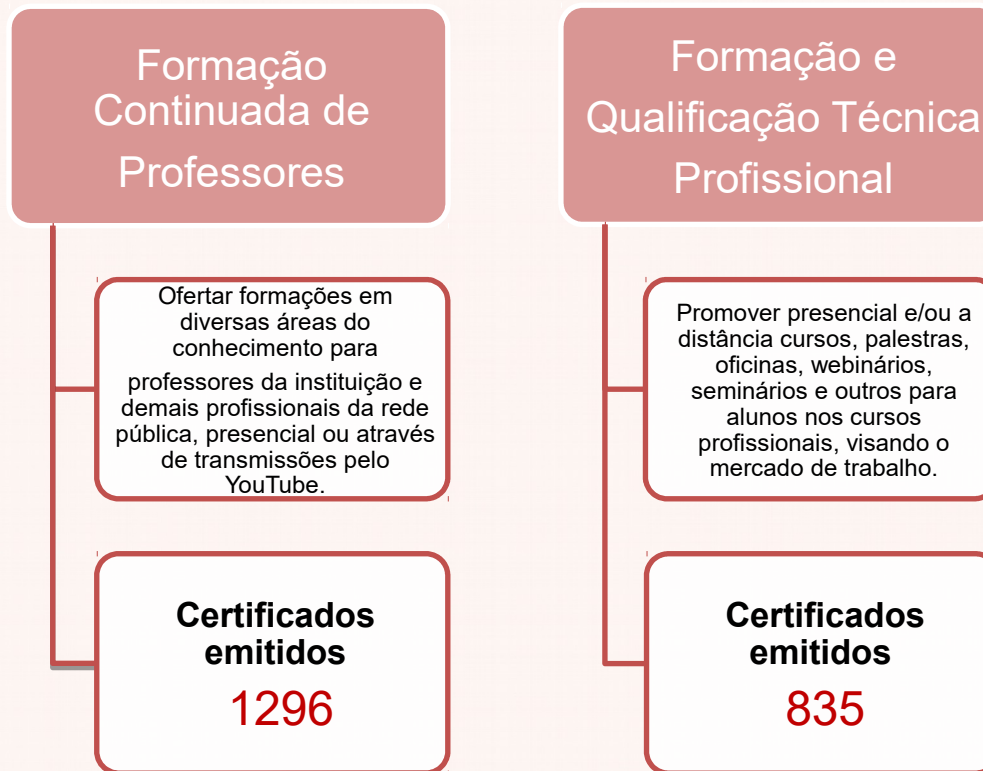 Formação
Continuada de
Professores
Ofertar formações em
diversas áreas do
conhecimento para
professores da instituição e
demais profissionais da rede
pública, presencial ou através
de transmissões pelo
YouTube.
Certificados
emitidos
1296
Formação e
Qualificação Técnica
Profissional
Promover presencial e/ou a
distância cursos, palestras,
oficinas, webinários,
seminários e outros para
alunos nos cursos
profissionais, visando o
mercado de trabalho.
Certificados
emitidos
835